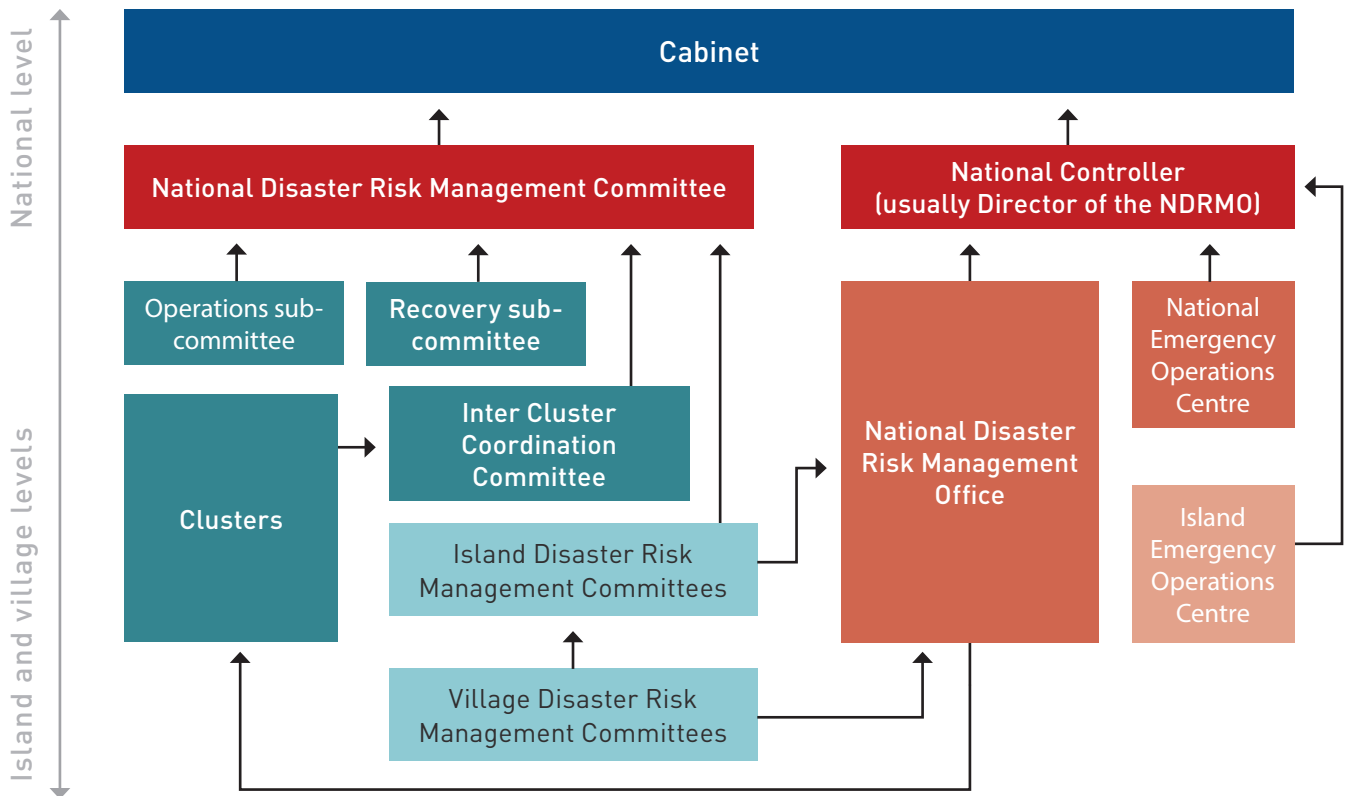 National level
Island and village levels
Cabinet
National Disaster Risk Management Committee
National Controller
(usually Director of the NDRMO)
Operations sub-
committee
Recovery sub-
committee
National
Emergency
Operations
Centre
Clusters
Inter Cluster
Coordination
Committee
National Disaster
Risk Management
Office
Island Disaster Risk
Management Committees
Island
Emergency
Operations
Centre
Village Disaster Risk
Management Committees